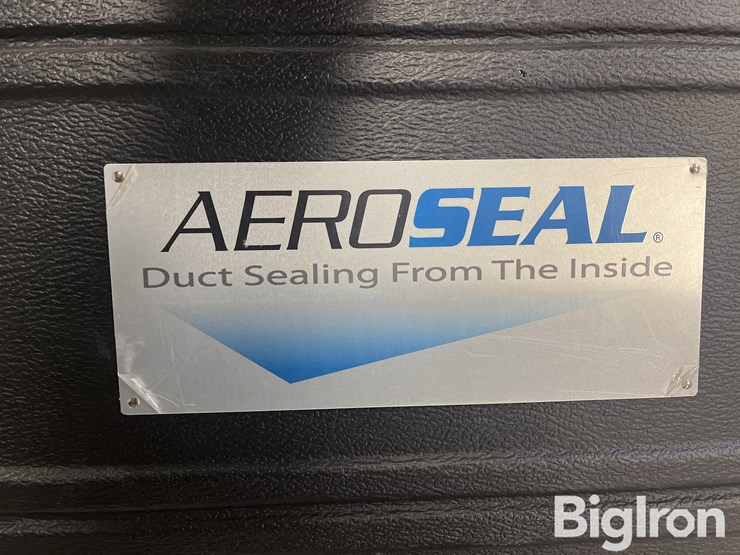 AEROSEAL®
Duct Sealing From The Inside
BigIron